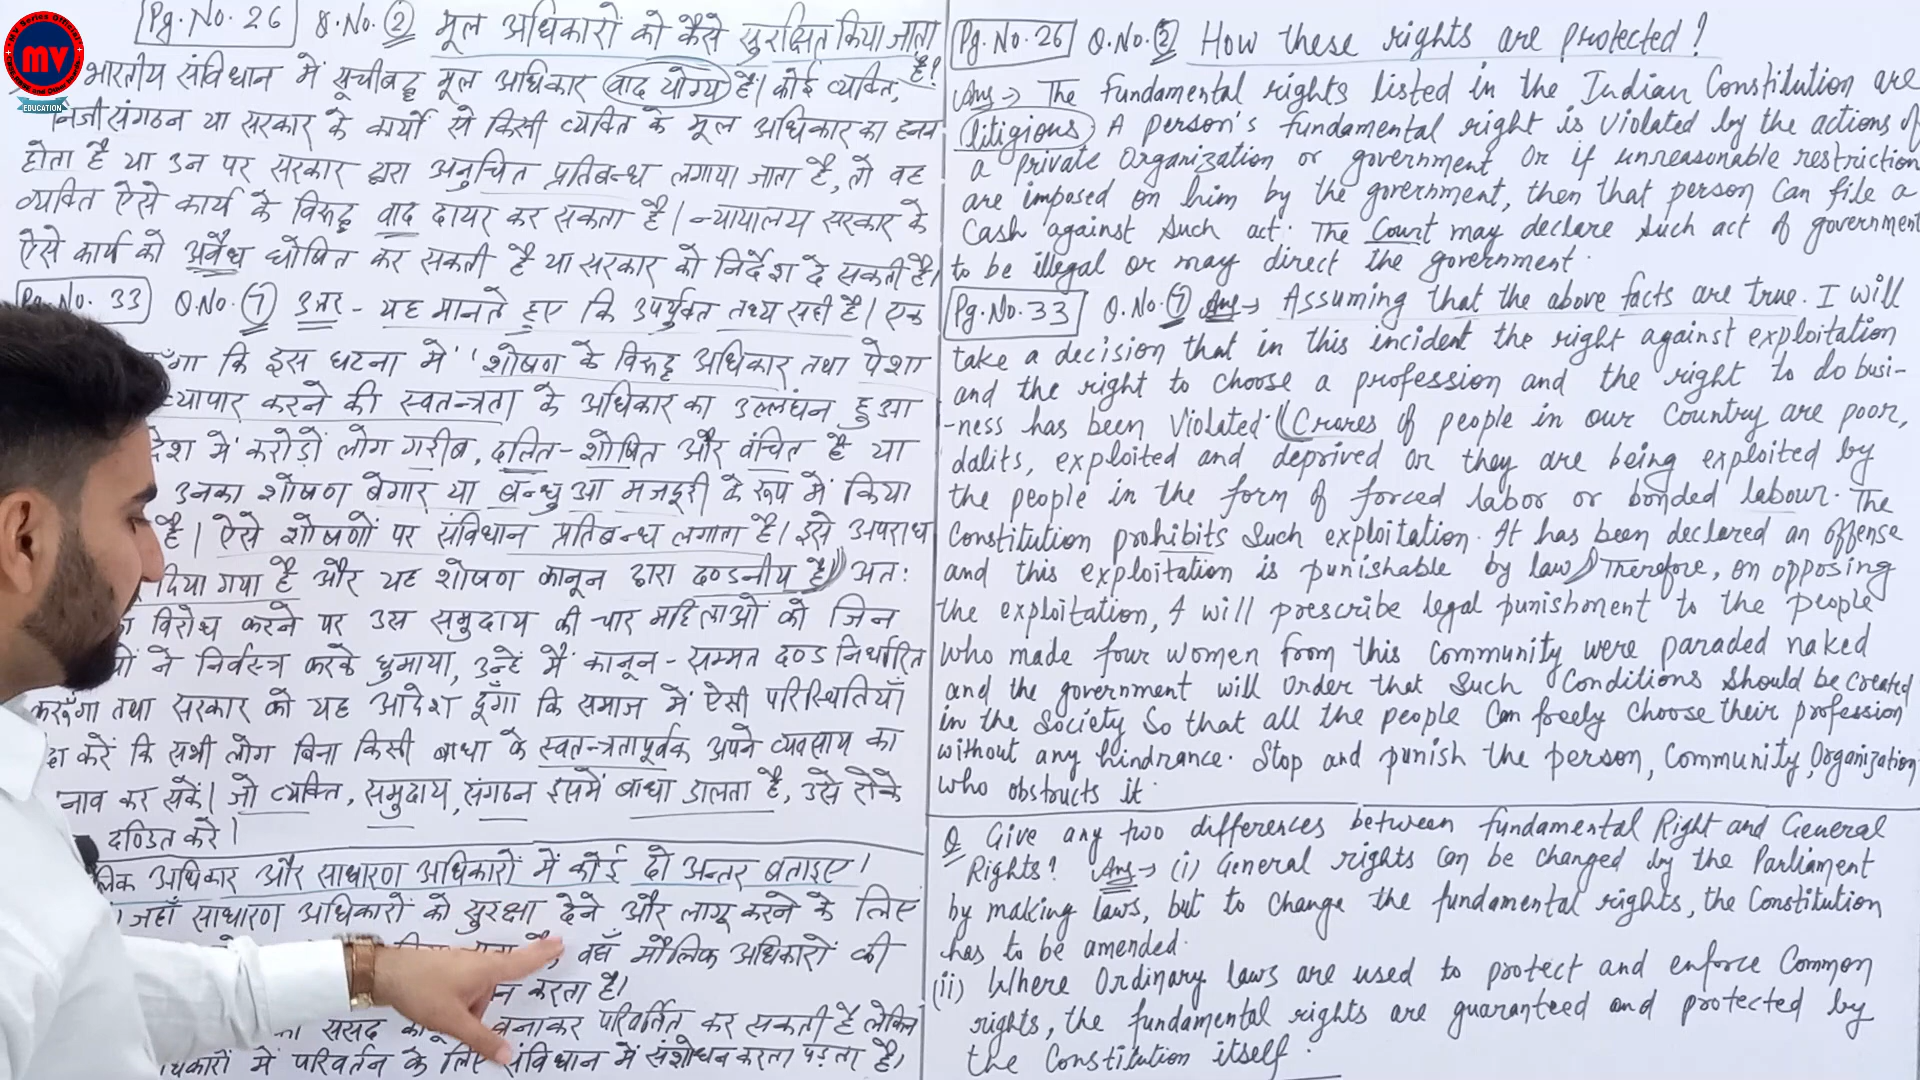 MV Series Official
mv
EDUCATION
Pg. No. 26 Q. No. ② मूल अधिकारों को कैसे सुरक्षित किया जाता है?
भारतीय संविधान में सूचीबद्ध मूल अधिकार वाद योग्य हैं। कोई व्यक्ति,
निजी संगठन या सरकार के कार्यो से किसी व्यक्ति के मूल अधिकार का हनन
होता है या उन पर सरकार द्वारा अनुचित प्रतिबन्ध लगाया जाता है, तो वह
व्यक्ति ऐसे कार्य के विरुद्ध वाद दायर कर सकता है। न्यायालय सरकार के
ऐसे कार्य को अवैध घोषित कर सकती है या सरकार को निर्देश दे सकती है।
Pg. No. 33 Q. No. ⑦ उत्तर - यह मानते हुए कि उपर्युक्त तथ्य सही है। एक
कि इस घटना में 'शोषण के विरुद्ध अधिकार तथा पेशा
व्यापार करने की स्वतन्त्रता के अधिकार का उल्लंघन हुआ
देश में करोड़ों लोग गरीब, दलित-शोषित और वंचित है या
उनका शोषण बेगार या बन्धुआ मजदूरी के रूप में किया
है। ऐसे शोषणों पर संविधान प्रतिबन्ध लगाता है। इसे अपराध
दिया गया है और यह शोषण कानून द्वारा दण्डनीय है) अतः
विरोध करने पर उस समुदाय की चार महिलाओं को जिन
ने निर्वस्त्र करके घुमाया, उन्हें मैं कानून-सम्मत दण्ड निर्धारित
करूँगा तथा सरकार को यह आदेश दूँगा कि समाज में ऐसी परिस्थितियाँ
करें कि सभी लोग बिना किसी बाधा के स्वतन्त्रतापूर्वक अपने व्यवसाय का
कर सकें। जो व्यक्ति, समुदाय, संगठन इसमें बाधा डालता है, उसे रोके
दण्डित करे।
अधिकार और साधारण अधिकारों में कोई दो अन्तर बताइए।
जहाँ साधारण अधिकारों को सुरक्षा देने और लागू करने के लिए
वहाँ मौलिक अधिकारों की
करता है।
संसद बनाकर परिवर्तित कर सकती है लेकिन
में परिवर्तन के लिए संविधान में संशोधन करना पड़ता है।
Pg. No. 26 Q. No. ② How these rights are protected?
Ans → The fundamental rights listed in the Indian Constitution are
litigious. A person's fundamental right is violated by the actions of
a private organization or government or if unreasonable restriction
are imposed on him by the government, then that person can file a
Cash against such act. The Court may declare such act of government
to be illegal or may direct the government.
Pg. No. 33 Q. No. ⑦ Ans → Assuming that the above facts are true. I will
take a decision that in this incident the right against exploitation
and the right to choose a profession and the right to do busi-
-ness has been violated. (Crores of people in our country are poor,
dalits, exploited and deprived or they are being exploited by
the people in the form of forced labor or bonded labour. The
Constitution prohibits such exploitation. It has been declared an offense
and this exploitation is punishable by law) Therefore, on opposing
the exploitation, I will prescribe legal punishment to the people
who made four women from this community were paraded naked
and the government will order that such conditions should be created
in the society so that all the people can freely choose their profession
without any hindrance. Stop and punish the person, community, organization
who obstructs it.
Q Give any two differences between fundamental Right and General
Rights? Ans → (i) General rights can be changed by the Parliament
by making laws, but to change the fundamental rights, the Constitution
has to be amended.
(ii) Where ordinary laws are used to protect and enforce common
rights, the fundamental rights are guaranteed and protected by
the Constitution itself.